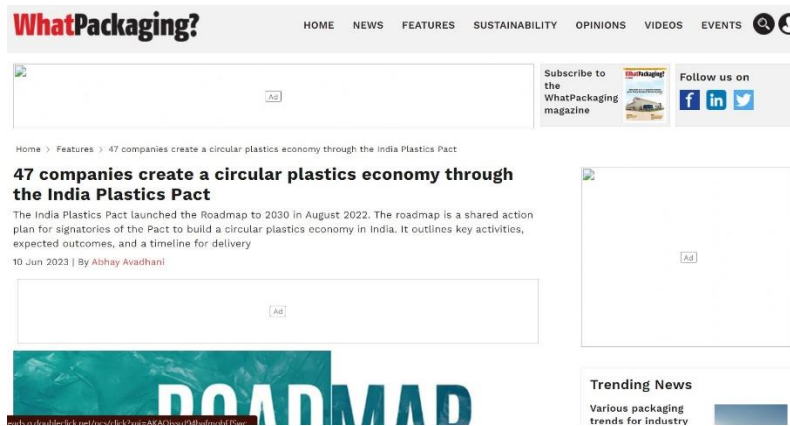 WhatPackaging?
HOME NEWS FEATURES SUSTAINABILITY OPINIONS VIDEOS EVENTS
Ad
Subscribe to
the
WhatPackaging
magazine
Follow us on
Home > Features > 47 companies create a circular plastics economy through the India Plastics Pact
47 companies create a circular plastics economy through
the India Plastics Pact
The India Plastics Pact launched the Roadmap to 2030 in August 2022. The roadmap is a shared action
plan for signatories of the Pact to build a circular plastics economy in India. It outlines key activities,
expected outcomes, and a timeline for delivery
10 Jun 2023 | By Abhay Avadhani
Ad
Ad
ROADMAP
Trending News
Various packaging
trends for industry